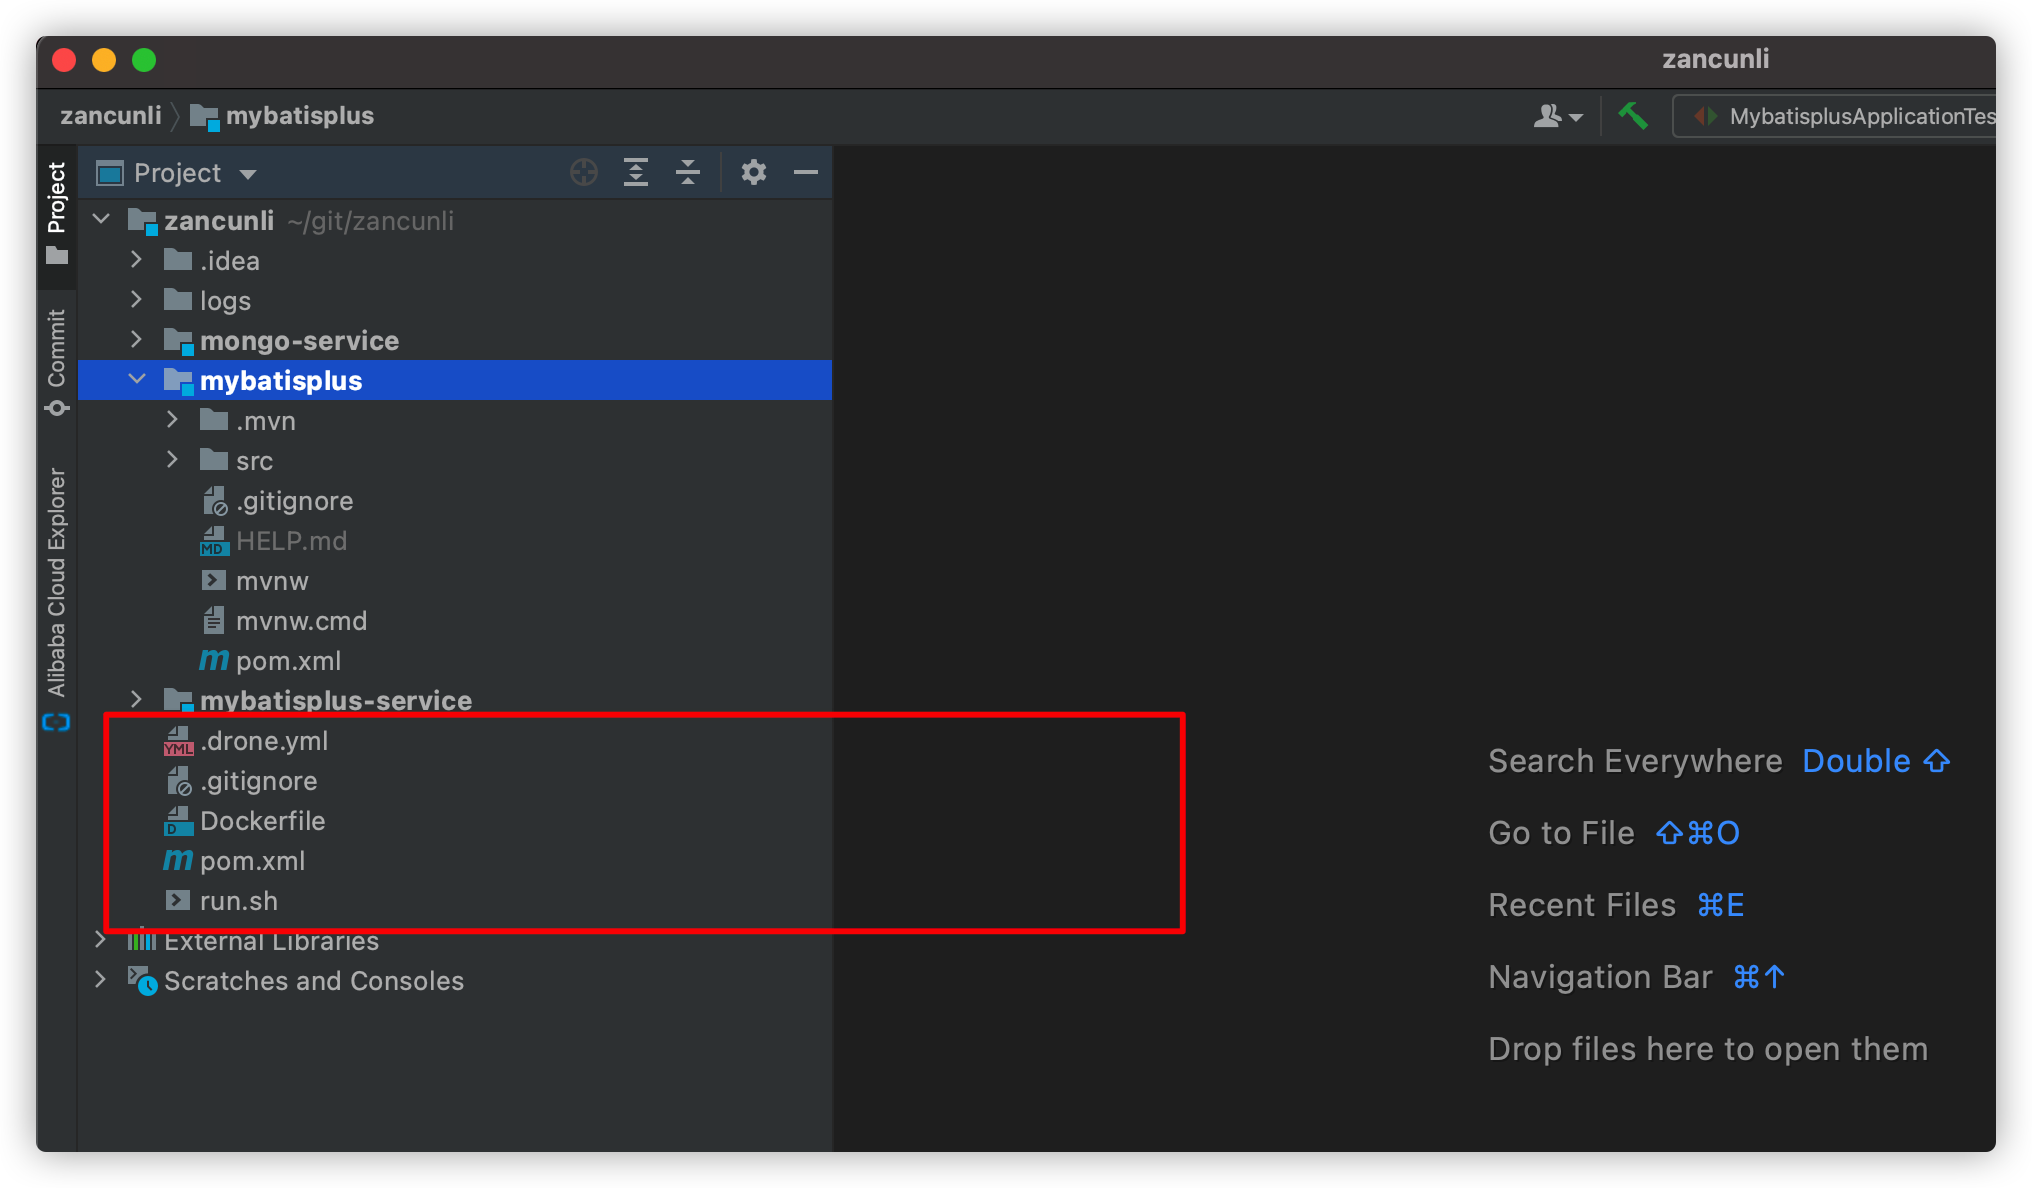 zancunli
zancunli mybatisplus
MybatisplusApplicationTes
Project
Project
Commit
Alibaba Cloud Explorer
zancunli ~/git/zancunli
.idea
logs
mongo-service
mybatisplus
.mvn
src
.gitignore
MD HELP.md
mvnw
mvnw.cmd
m pom.xml
mybatisplus-service
YML .drone.yml
.gitignore
D Dockerfile
m pom.xml
run.sh
External Libraries
Scratches and Consoles
Search Everywhere Double ⇧
Go to File ⇧⌘O
Recent Files ⌘E
Navigation Bar ⌘↑
Drop files here to open them